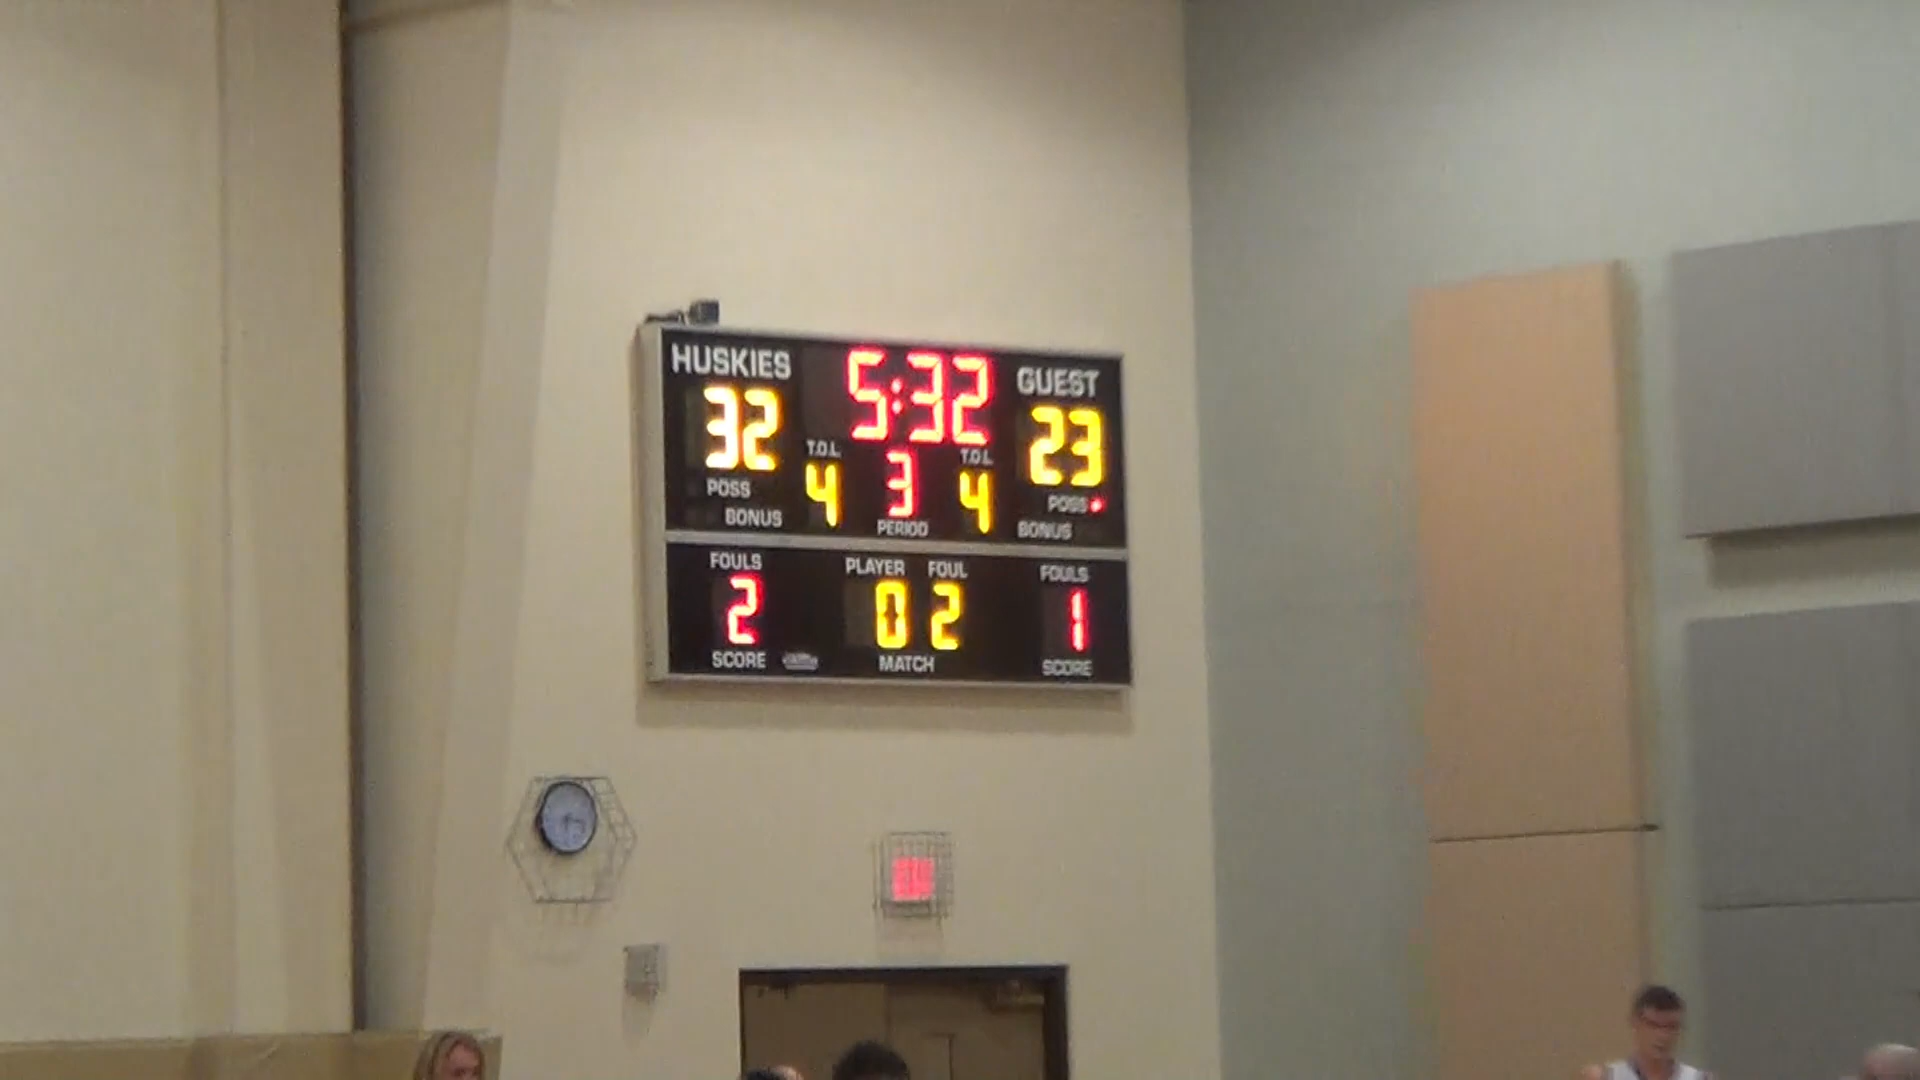 HUSKIES 5:32 GUEST
32 23
T.O.L. T.O.L.
4 3 4
POSS POSS
BONUS PERIOD BONUS
FOULS PLAYER FOUL FOULS
2 0 2 1
SCORE MATCH SCORE